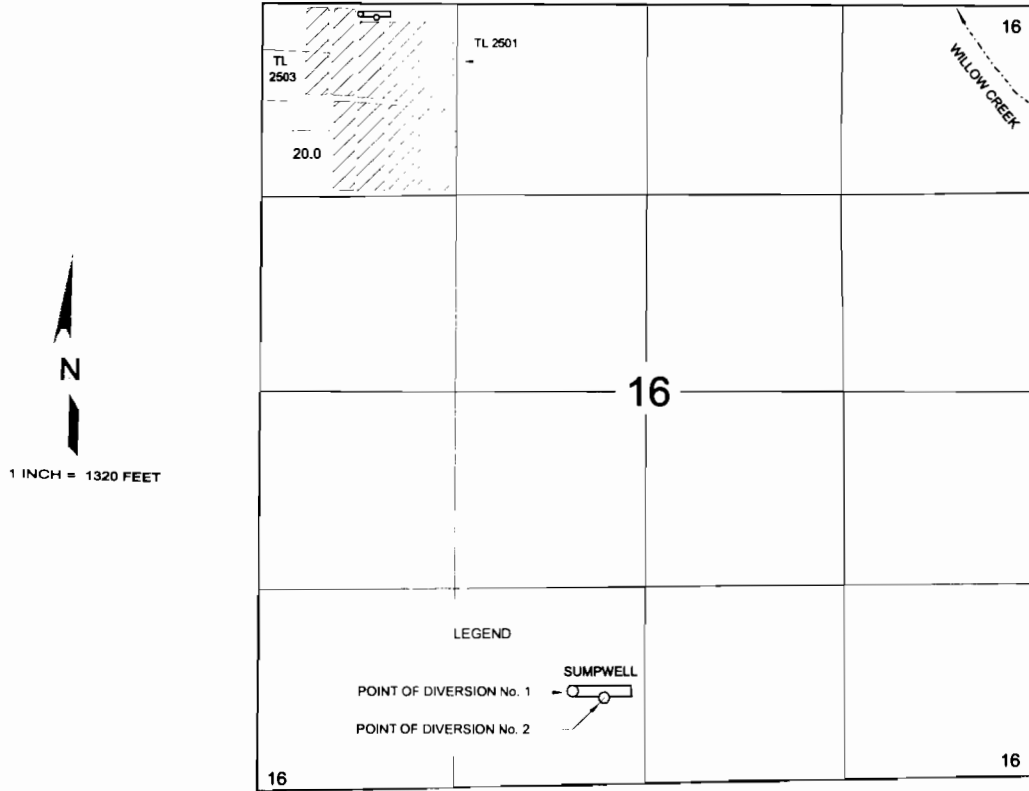 16
TL 2501
TL
2503
WILLOW CREEK
20.0
N
16
1 INCH = 1320 FEET
LEGEND
SUMPWELL
POINT OF DIVERSION No. 1
POINT OF DIVERSION No. 2
16
16